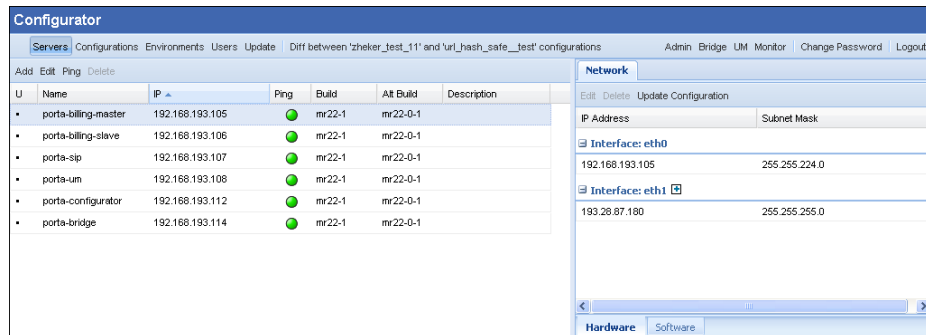 Configurator
Servers Configurations Environments Users Update Diff between 'zheker_test_11' and 'url_hash_safe__test' configurations Admin Bridge UM Monitor Change Password Logout
Add Edit Ping Delete
U Name IP Ping Build Alt Build Description
porta-billing-master 192.168.193.105 mr22-1 mr22-0-1
porta-billing-slave 192.168.193.106 mr22-1 mr22-0-1
porta-sip 192.168.193.107 mr22-1 mr22-0-1
porta-um 192.168.193.108 mr22-1 mr22-0-1
porta-configurator 192.168.193.112 mr22-1 mr22-0-1
porta-bridge 192.168.193.114 mr22-1 mr22-0-1
Network
Edit Delete Update Configuration
IP Address Subnet Mask
Interface: eth0
192.168.193.105 255.255.224.0
Interface: eth1
193.28.87.180 255.255.255.0
Hardware Software